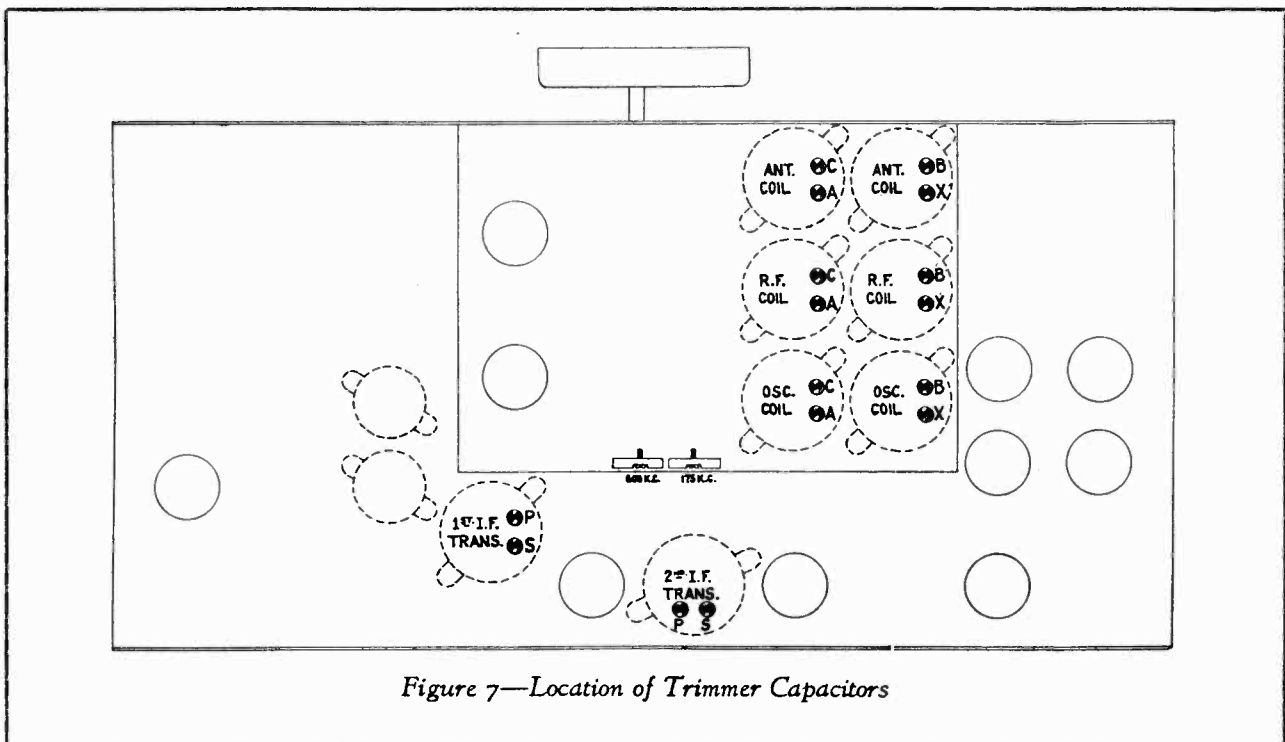 ANT. COIL C A
ANT. COIL B X
R.F. COIL C A
R.F. COIL B X
OSC. COIL C A
OSC. COIL B X
600 K.C. 175 K.C.
1ST I.F. TRANS. P S
2ND I.F. TRANS. P S
Figure 7—Location of Trimmer Capacitors